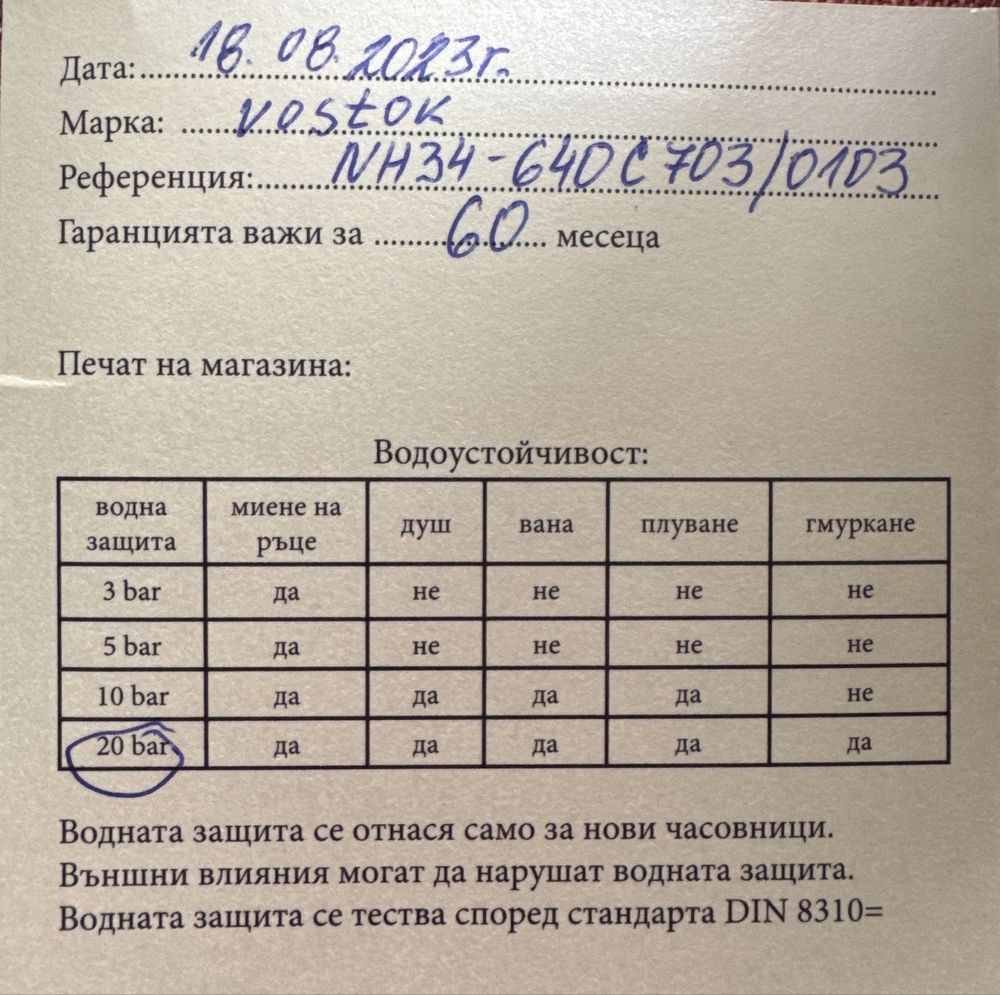 Дата: 18.08.2023г.
Марка: Vostok
Референция: NH34-640C703/0103
Гаранцията важи за 60 месеца
Печат на магазина:
Водоустойчивост:
водна защита миене на ръце душ вана плуване гмуркане
3 bar да не не не не
5 bar да не не не не
10 bar да да да да не
20 bar да да да да да
Водната защита се отнася само за нови часовници.
Външни влияния могат да нарушат водната защита.
Водната защита се тества според стандарта DIN 8310=